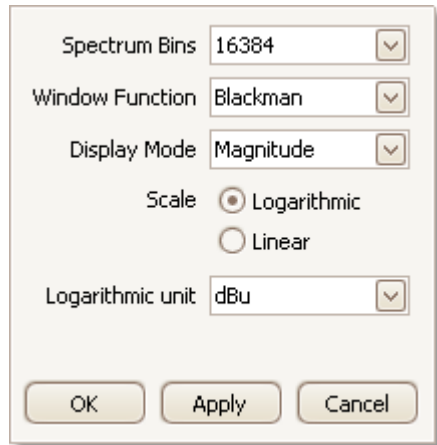 Spectrum Bins 16384
Window Function Blackman
Display Mode Magnitude
Scale Logarithmic
Linear
Logarithmic unit dBu
OK Apply Cancel